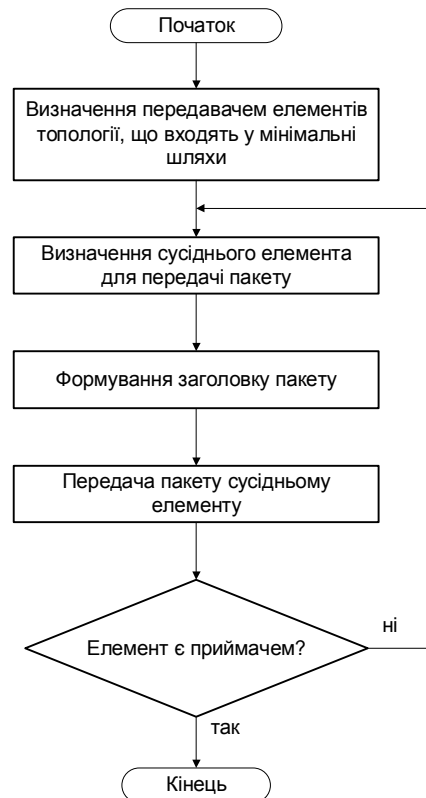 Початок
Визначення передавачем елементів
топології, що входять у мінімальні
шляхи
Визначення сусіднього елемента
для передачі пакету
Формування заголовку пакету
Передача пакету сусідньому
елементу
Елемент є приймачем?
ні
так
Кінець